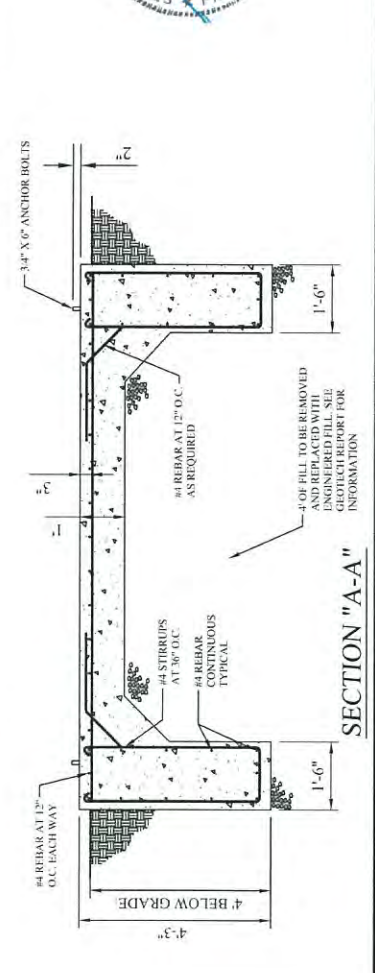 #4 REBAR AT 12"
O.C. EACH WAY
3"
1'
3/4" X 6" ANCHOR BOLTS
2"
#4 STIRRUPS
AT 36" O.C.
#4 REBAR
CONTINUOUS
TYPICAL
#4 REBAR AT 12" O.C.
AS REQUIRED
4'-3"
4' BELOW GRADE
1'-6"
1'-6"
4' OF FILL TO BE REMOVED
AND REPLACED WITH
ENGINEERED FILL, SEE
GEOTECH REPORT FOR
INFORMATION
SECTION "A-A"